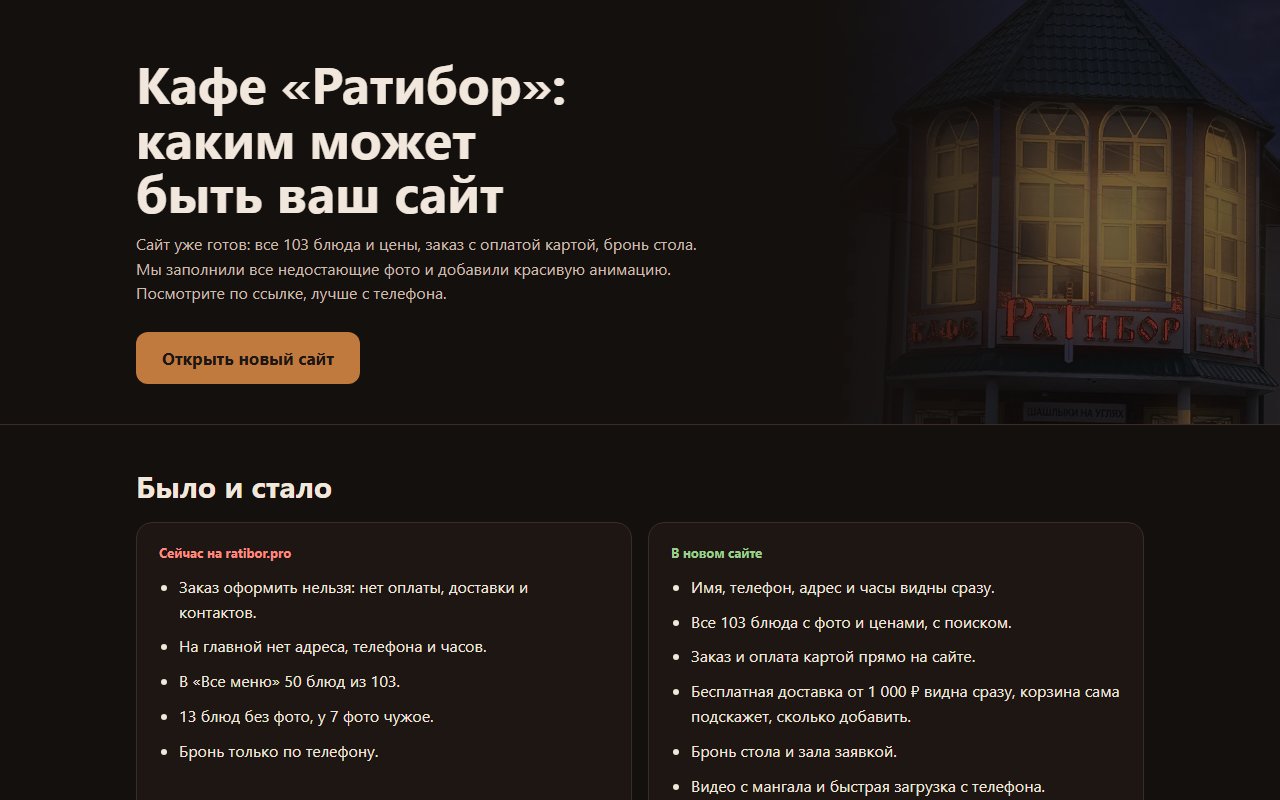 Кафе «Ратибор»:
каким может
быть ваш сайт
Сайт уже готов: все 103 блюда и цены, заказ с оплатой картой, бронь стола.
Мы заполнили все недостающие фото и добавили красивую анимацию.
Посмотрите по ссылке, лучше с телефона.
Открыть новый сайт
КАФЕ РАТИБОР КАФЕ
ШАШЛЫКИ НА УГЛЯХ
Было и стало
Сейчас на ratibor.pro
Заказ оформить нельзя: нет оплаты, доставки и
контактов.
На главной нет адреса, телефона и часов.
В «Все меню» 50 блюд из 103.
13 блюд без фото, у 7 фото чужое.
Бронь только по телефону.
В новом сайте
Имя, телефон, адрес и часы видны сразу.
Все 103 блюда с фото и ценами, с поиском.
Заказ и оплата картой прямо на сайте.
Бесплатная доставка от 1 000 ₽ видна сразу, корзина сама
подскажет, сколько добавить.
Бронь стола и зала заявкой.
Видео с мангала и быстрая загрузка с телефона.